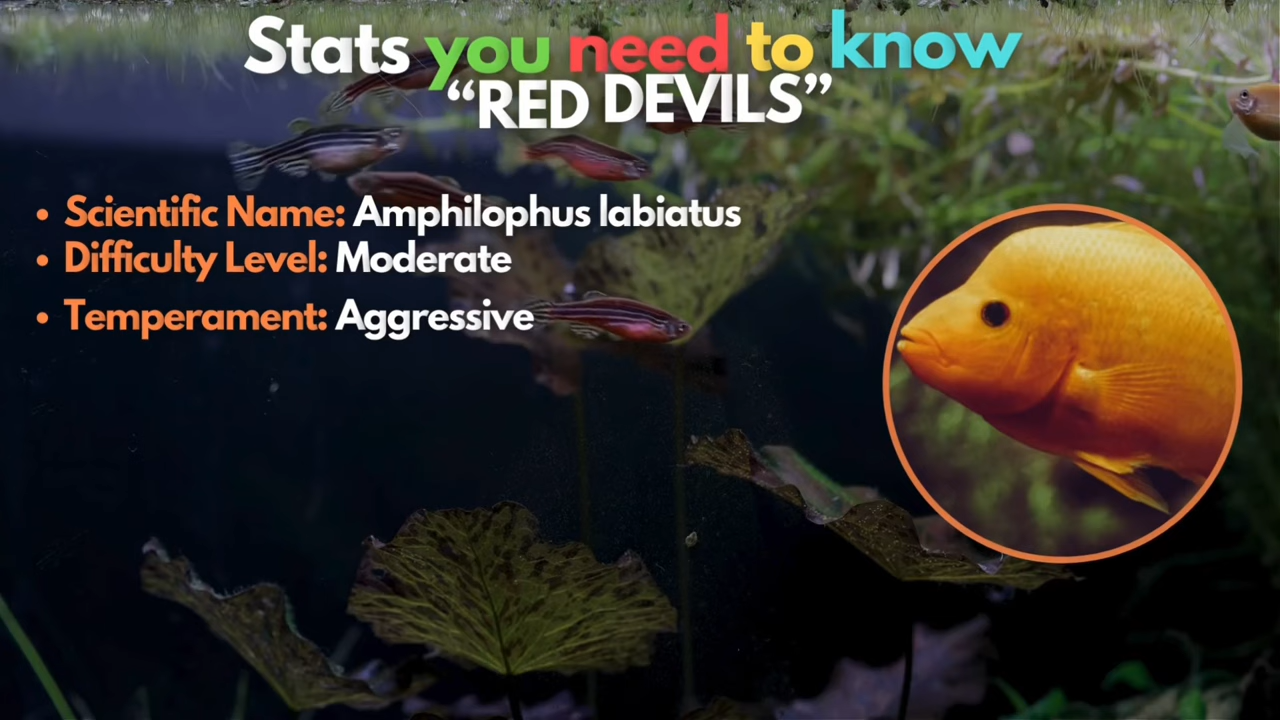 Stats you need to know
“RED DEVILS”
• Scientific Name: Amphilophus labiatus
• Difficulty Level: Moderate
• Temperament: Aggressive